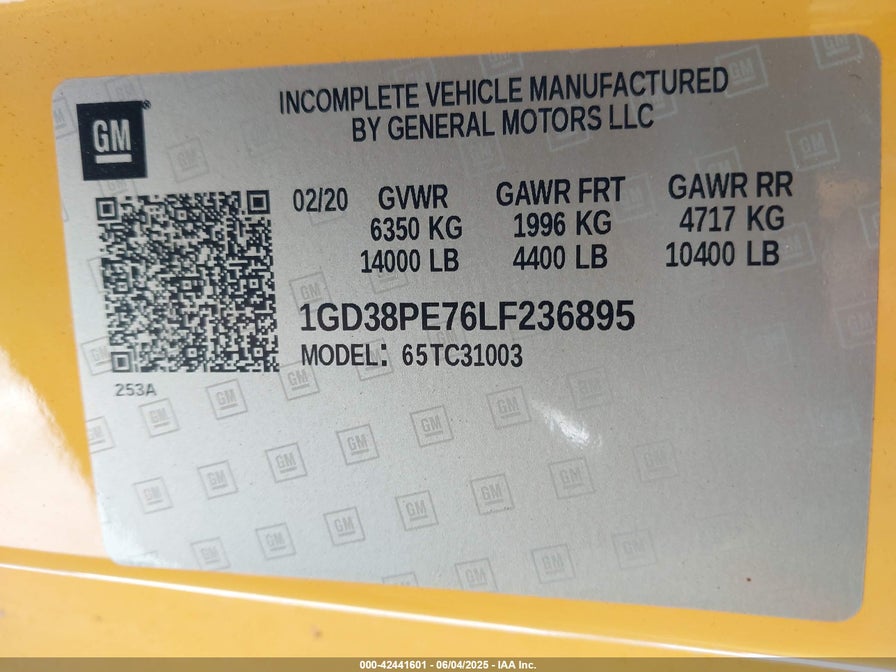 INCOMPLETE VEHICLE MANUFACTURED
BY GENERAL MOTORS LLC
GM®
02/20 GVWR GAWR FRT GAWR RR
6350 KG 1996 KG 4717 KG
14000 LB 4400 LB 10400 LB
1GD38PE76LF236895
MODEL: 65TC31003
253A
000-42441601 - 06/04/2025 - IAA Inc.